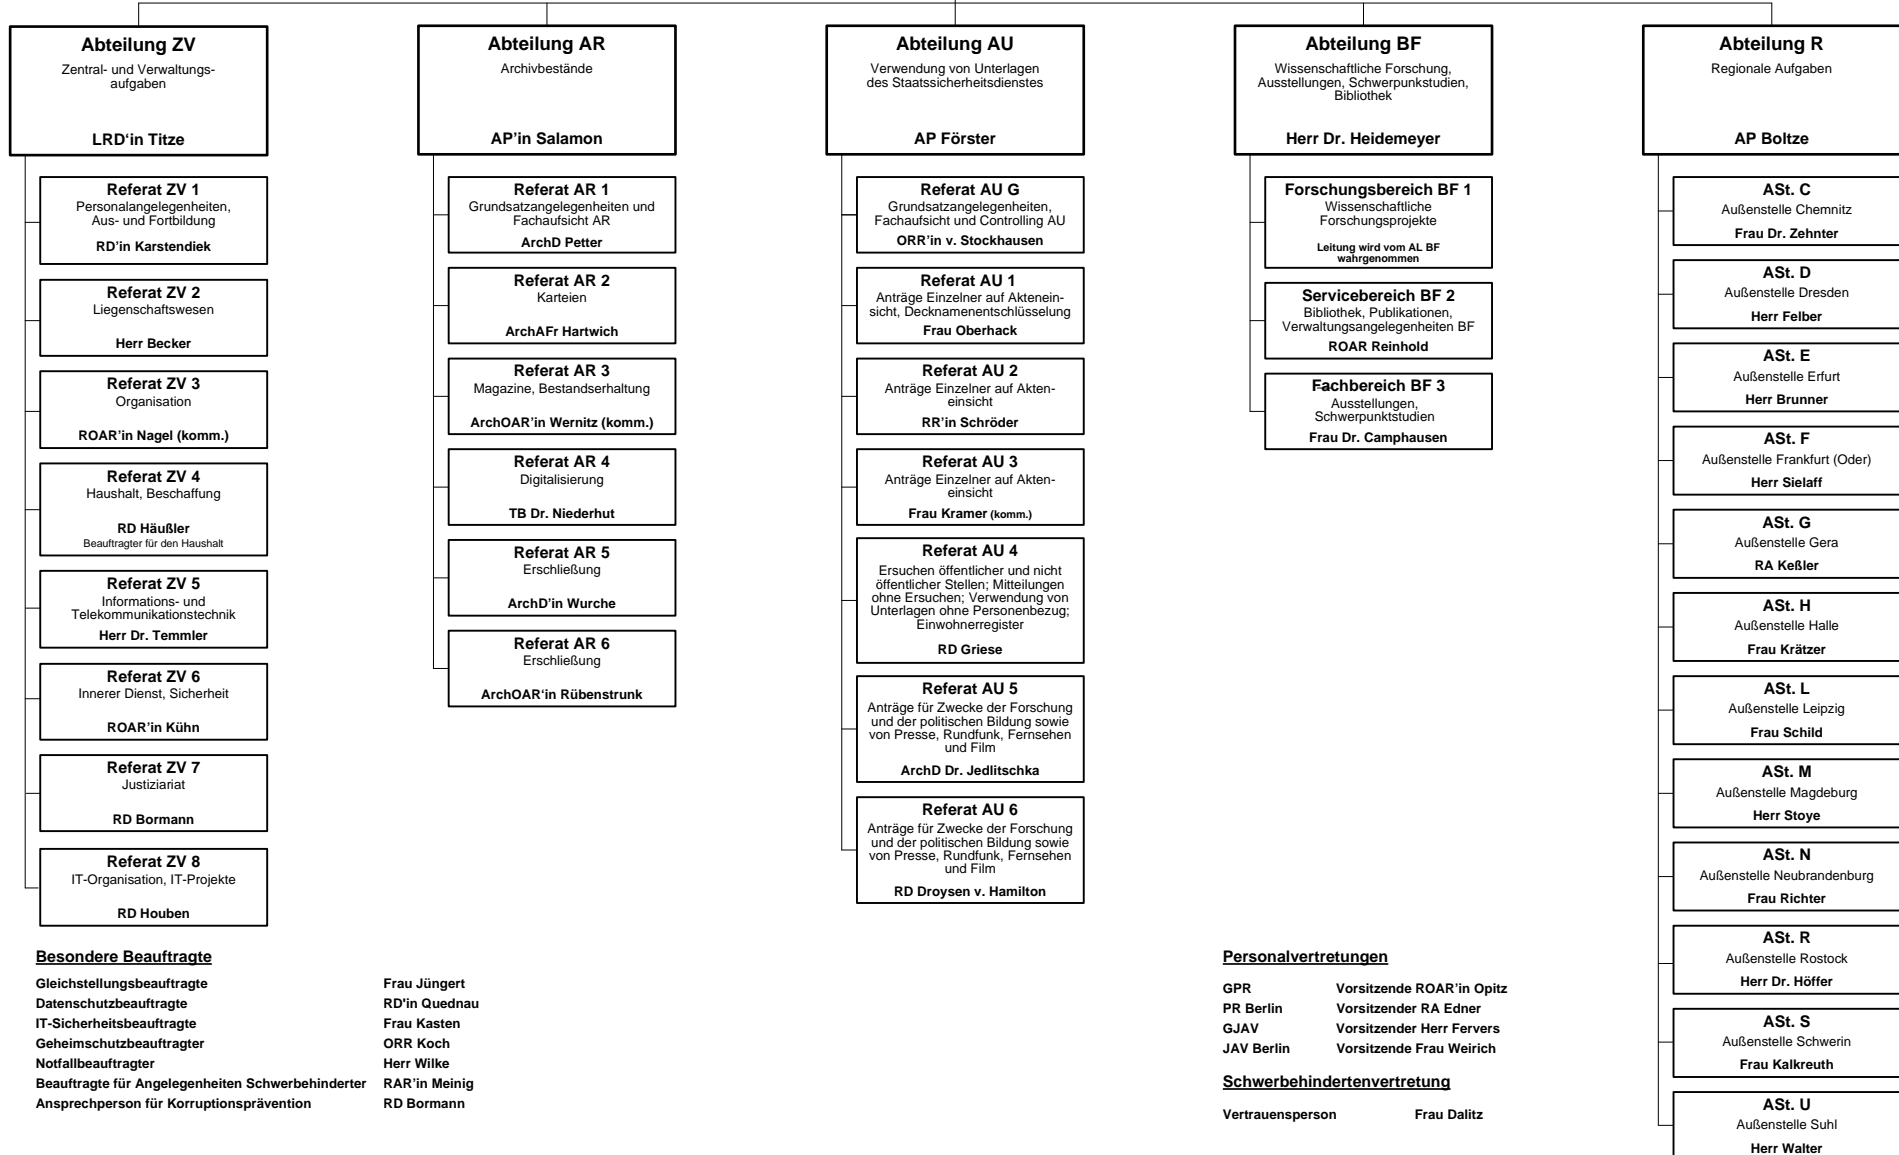 Abteilung ZV
Zentral- und Verwaltungs-
aufgaben
LRD‘in Titze
Referat ZV 1
Personalangelegenheiten,
Aus- und Fortbildung
RD’in Karstendiek
Referat ZV 2
Liegenschaftswesen
Herr Becker
Referat ZV 3
Organisation
ROAR’in Nagel (komm.)
Referat ZV 4
Haushalt, Beschaffung
RD Häußler
Beauftragter für den Haushalt
Referat ZV 5
Informations- und
Telekommunikationstechnik
Herr Dr. Temmler
Referat ZV 6
Innerer Dienst, Sicherheit
ROAR’in Kühn
Referat ZV 7
Justiziariat
RD Bormann
Referat ZV 8
IT-Organisation, IT-Projekte
RD Houben
Abteilung AR
Archivbestände
AP’in Salamon
Referat AR 1
Grundsatzangelegenheiten und
Fachaufsicht AR
ArchD Petter
Referat AR 2
Karteien
ArchAFr Hartwich
Referat AR 3
Magazine, Bestandserhaltung
ArchOAR’in Wernitz (komm.)
Referat AR 4
Digitalisierung
TB Dr. Niederhut
Referat AR 5
Erschließung
ArchD’in Wurche
Referat AR 6
Erschließung
ArchOAR‘in Rübenstrunk
Abteilung AU
Verwendung von Unterlagen
des Staatssicherheitsdienstes
AP Förster
Referat AU G
Grundsatzangelegenheiten,
Fachaufsicht und Controlling AU
ORR’in v. Stockhausen
Referat AU 1
Anträge Einzelner auf Aktenein-
sicht, Decknamenentschlüsselung
Frau Oberhack
Referat AU 2
Anträge Einzelner auf Akten-
einsicht
RR’in Schröder
Referat AU 3
Anträge Einzelner auf Akten-
einsicht
Frau Kramer (komm.)
Referat AU 4
Ersuchen öffentlicher und nicht
öffentlicher Stellen; Mitteilungen
ohne Ersuchen; Verwendung von
Unterlagen ohne Personenbezug;
Einwohnerregister
RD Griese
Referat AU 5
Anträge für Zwecke der Forschung
und der politischen Bildung sowie
von Presse, Rundfunk, Fernsehen
und Film
ArchD Dr. Jedlitschka
Referat AU 6
Anträge für Zwecke der Forschung
und der politischen Bildung sowie
von Presse, Rundfunk, Fernsehen
und Film
RD Droysen v. Hamilton
Abteilung BF
Wissenschaftliche Forschung,
Ausstellungen, Schwerpunkstudien,
Bibliothek
Herr Dr. Heidemeyer
Forschungsbereich BF 1
Wissenschaftliche
Forschungsprojekte
Leitung wird vom AL BF
wahrgenommen
Servicebereich BF 2
Bibliothek, Publikationen,
Verwaltungsangelegenheiten BF
ROAR Reinhold
Fachbereich BF 3
Ausstellungen,
Schwerpunktstudien
Frau Dr. Camphausen
Abteilung R
Regionale Aufgaben
AP Boltze
ASt. C
Außenstelle Chemnitz
Frau Dr. Zehnter
ASt. D
Außenstelle Dresden
Herr Felber
ASt. E
Außenstelle Erfurt
Herr Brunner
ASt. F
Außenstelle Frankfurt (Oder)
Herr Sielaff
ASt. G
Außenstelle Gera
RA Keßler
ASt. H
Außenstelle Halle
Frau Krätzer
ASt. L
Außenstelle Leipzig
Frau Schild
ASt. M
Außenstelle Magdeburg
Herr Stoye
ASt. N
Außenstelle Neubrandenburg
Frau Richter
ASt. R
Außenstelle Rostock
Herr Dr. Höffer
ASt. S
Außenstelle Schwerin
Frau Kalkreuth
ASt. U
Außenstelle Suhl
Herr Walter
Besondere Beauftragte
Gleichstellungsbeauftragte Frau Jüngert
Datenschutzbeauftragte RD'in Quednau
IT-Sicherheitsbeauftragte Frau Kasten
Geheimschutzbeauftragter ORR Koch
Notfallbeauftragter Herr Wilke
Beauftragte für Angelegenheiten Schwerbehinderter RAR’in Meinig
Ansprechperson für Korruptionsprävention RD Bormann
Personalvertretungen
GPR Vorsitzende ROAR’in Opitz
PR Berlin Vorsitzender RA Edner
GJAV Vorsitzender Herr Fervers
JAV Berlin Vorsitzende Frau Weirich
Schwerbehindertenvertretung
Vertrauensperson Frau Dalitz